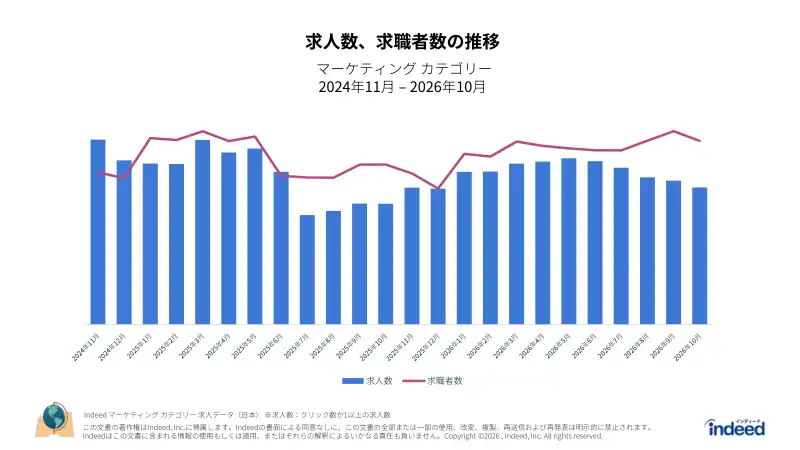 求人数、求職者数の推移
マーケティング カテゴリー
2024年11月 – 2026年10月
2024年11月
2024年12月
2025年1月
2025年2月
2025年3月
2025年4月
2025年5月
2025年6月
2025年7月
2025年8月
2025年9月
2025年10月
2025年11月
2025年12月
2026年1月
2026年2月
2026年3月
2026年4月
2026年5月
2026年6月
2026年7月
2026年8月
2026年9月
2026年10月
求人数 求職者数
Indeed マーケティング カテゴリー 求人データ（日本） ※求人数：クリック数が1以上の求人数
この文書の著作権はIndeed, Inc.に帰属します。Indeedの書面による同意なしに、この文書の全部または一部の使用、改変、複製、再送信および再発表は明示的に禁止されます。
Indeedはこの文書に含まれる情報の使用もしくは適用、またはそれらの解釈によるいかなる責任も負いません。Copyright ©2026 , Indeed, Inc. All rights reserved.
インディード
indeed